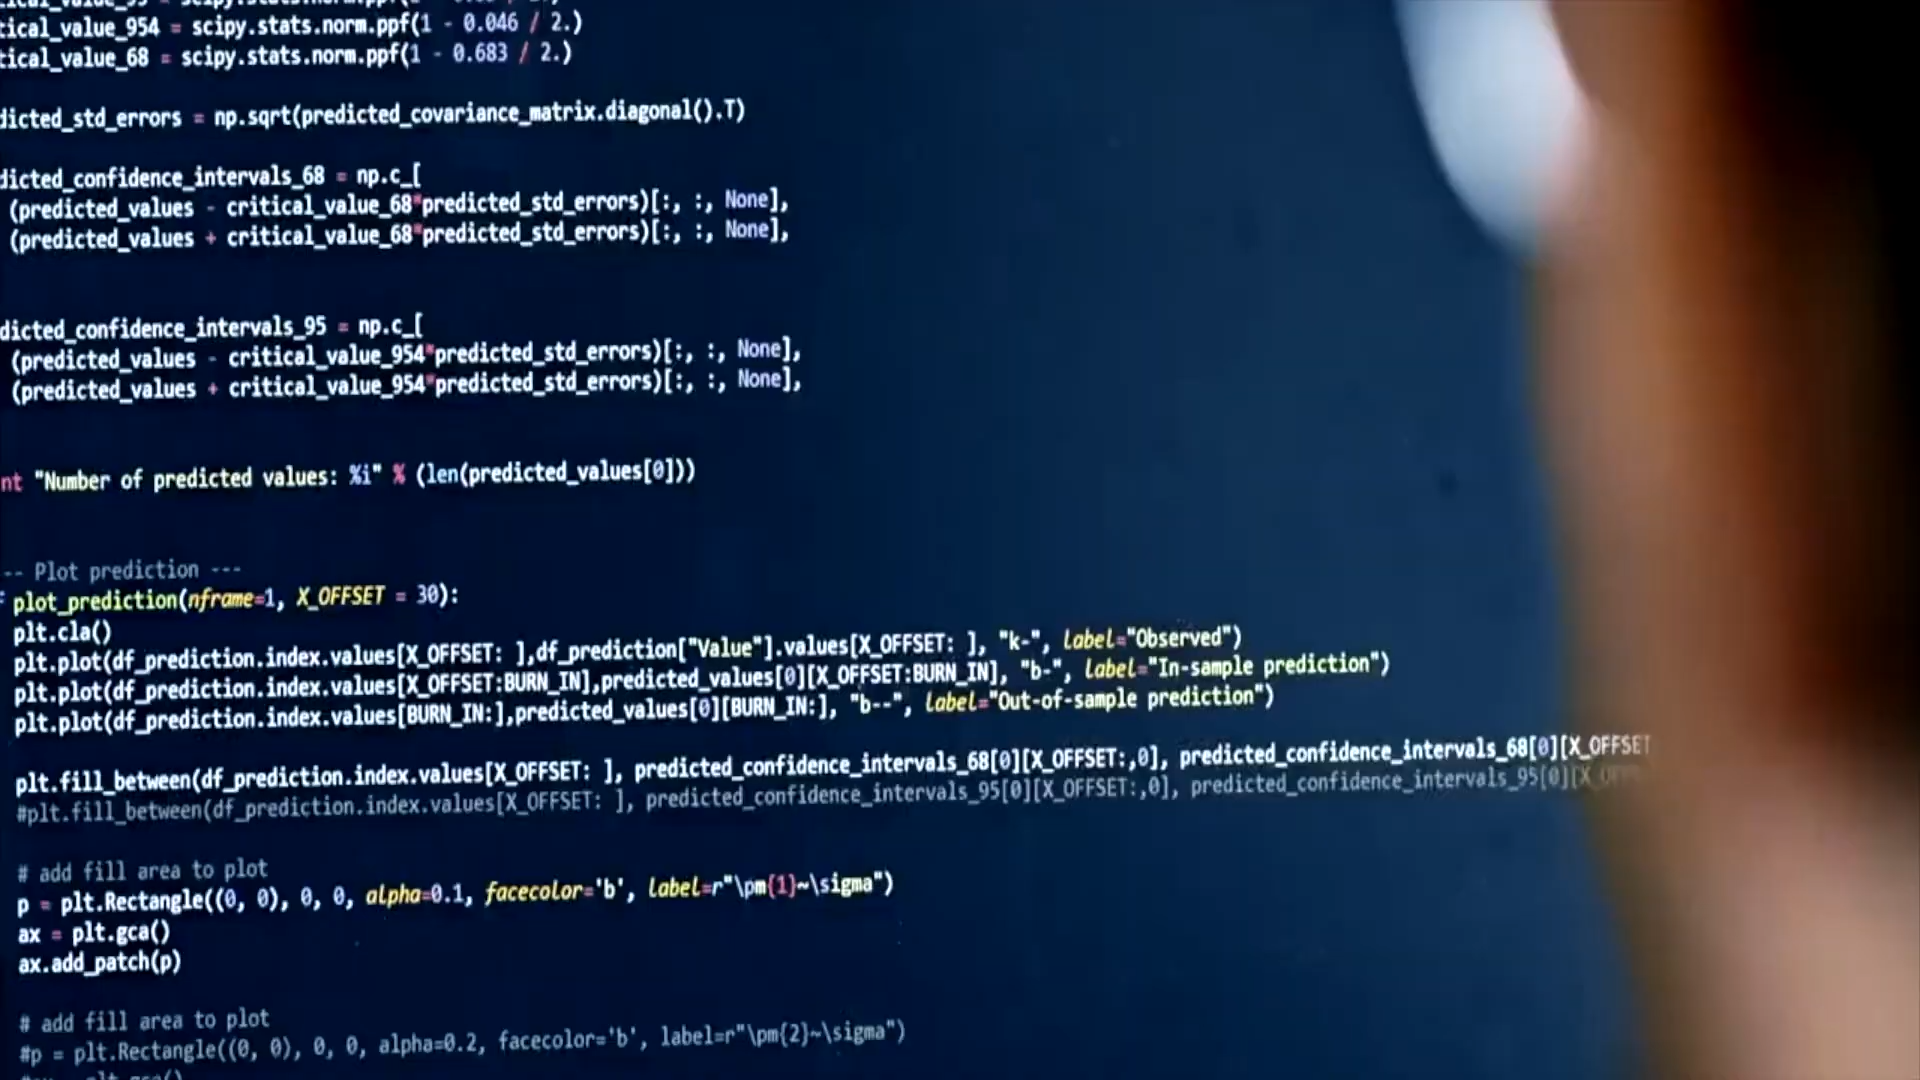 tical_value_954 = scipy.stats.norm.ppf(1 - 0.046 / 2.)
tical_value_68 = scipy.stats.norm.ppf(1 - 0.683 / 2.)
dicted_std_errors = np.sqrt(predicted_covariance_matrix.diagonal().T)
dicted_confidence_intervals_68 = np.c_[
(predicted_values - critical_value_68*predicted_std_errors)[:, :, None],
(predicted_values + critical_value_68*predicted_std_errors)[:, :, None],
dicted_confidence_intervals_95 = np.c_[
(predicted_values - critical_value_954*predicted_std_errors)[:, :, None],
(predicted_values + critical_value_954*predicted_std_errors)[:, :, None],
nt "Number of predicted values: %i" % (len(predicted_values[0]))
-- Plot prediction ---
plot_prediction(nframe=1, X_OFFSET = 30):
plt.cla()
plt.plot(df_prediction.index.values[X_OFFSET: ],df_prediction["Value"].values[X_OFFSET: ], "k-", label="Observed")
plt.plot(df_prediction.index.values[X_OFFSET:BURN_IN],predicted_values[0][X_OFFSET:BURN_IN], "b-", label="In-sample prediction")
plt.plot(df_prediction.index.values[BURN_IN:],predicted_values[0][BURN_IN:], "b--", label="Out-of-sample prediction")
plt.fill_between(df_prediction.index.values[X_OFFSET: ], predicted_confidence_intervals_68[0][X_OFFSET:,0], predicted_confidence_intervals_68[0][X_OFFSET
#plt.fill_between(df_prediction.index.values[X_OFFSET: ], predicted_confidence_intervals_95[0][X_OFFSET:,0], predicted_confidence_intervals_95[0][X_OFF
# add fill area to plot
p = plt.Rectangle((0, 0), 0, 0, alpha=0.1, facecolor='b', label=r"\pm{1}~\sigma")
ax = plt.gca()
ax.add_patch(p)
# add fill area to plot
#p = plt.Rectangle((0, 0), 0, 0, alpha=0.2, facecolor='b', label=r"\pm{2}~\sigma")